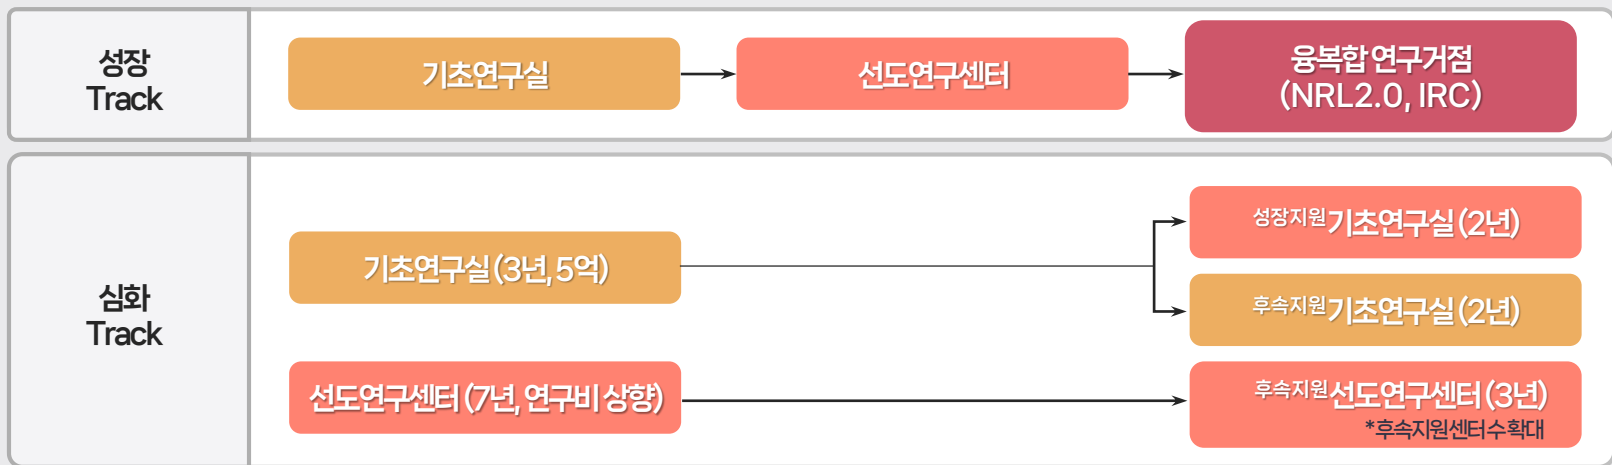 성장
Track
기초연구실
선도연구센터
융복합 연구거점
(NRL2.0, IRC)
심화
Track
기초연구실 (3년, 5억)
성장지원기초연구실 (2년)
후속지원기초연구실 (2년)
선도연구센터 (7년, 연구비 상향)
후속지원선도연구센터 (3년)
*후속지원센터 수 확대